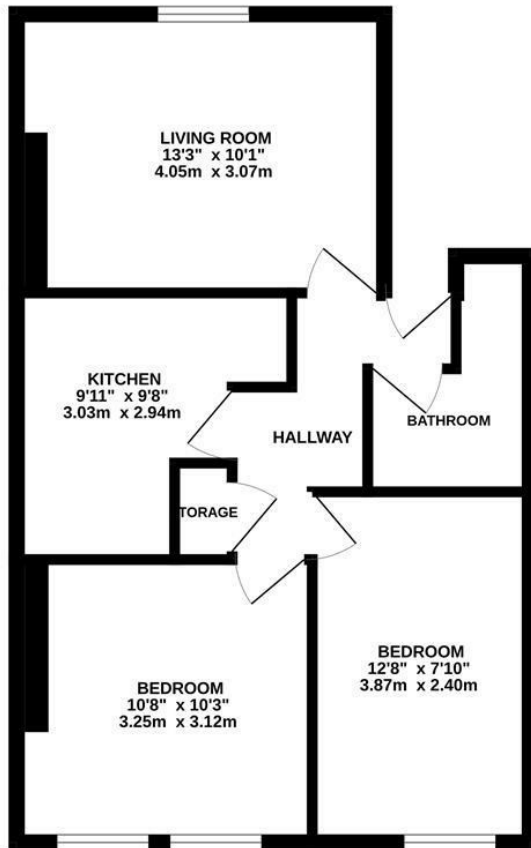 LIVING ROOM
13'3" x 10'1"
4.05m x 3.07m
KITCHEN
9'11" x 9'8"
3.03m x 2.94m
HALLWAY
BATHROOM
TORAGE
BEDROOM
12'8" x 7'10"
3.87m x 2.40m
BEDROOM
10'8" x 10'3"
3.25m x 3.12m